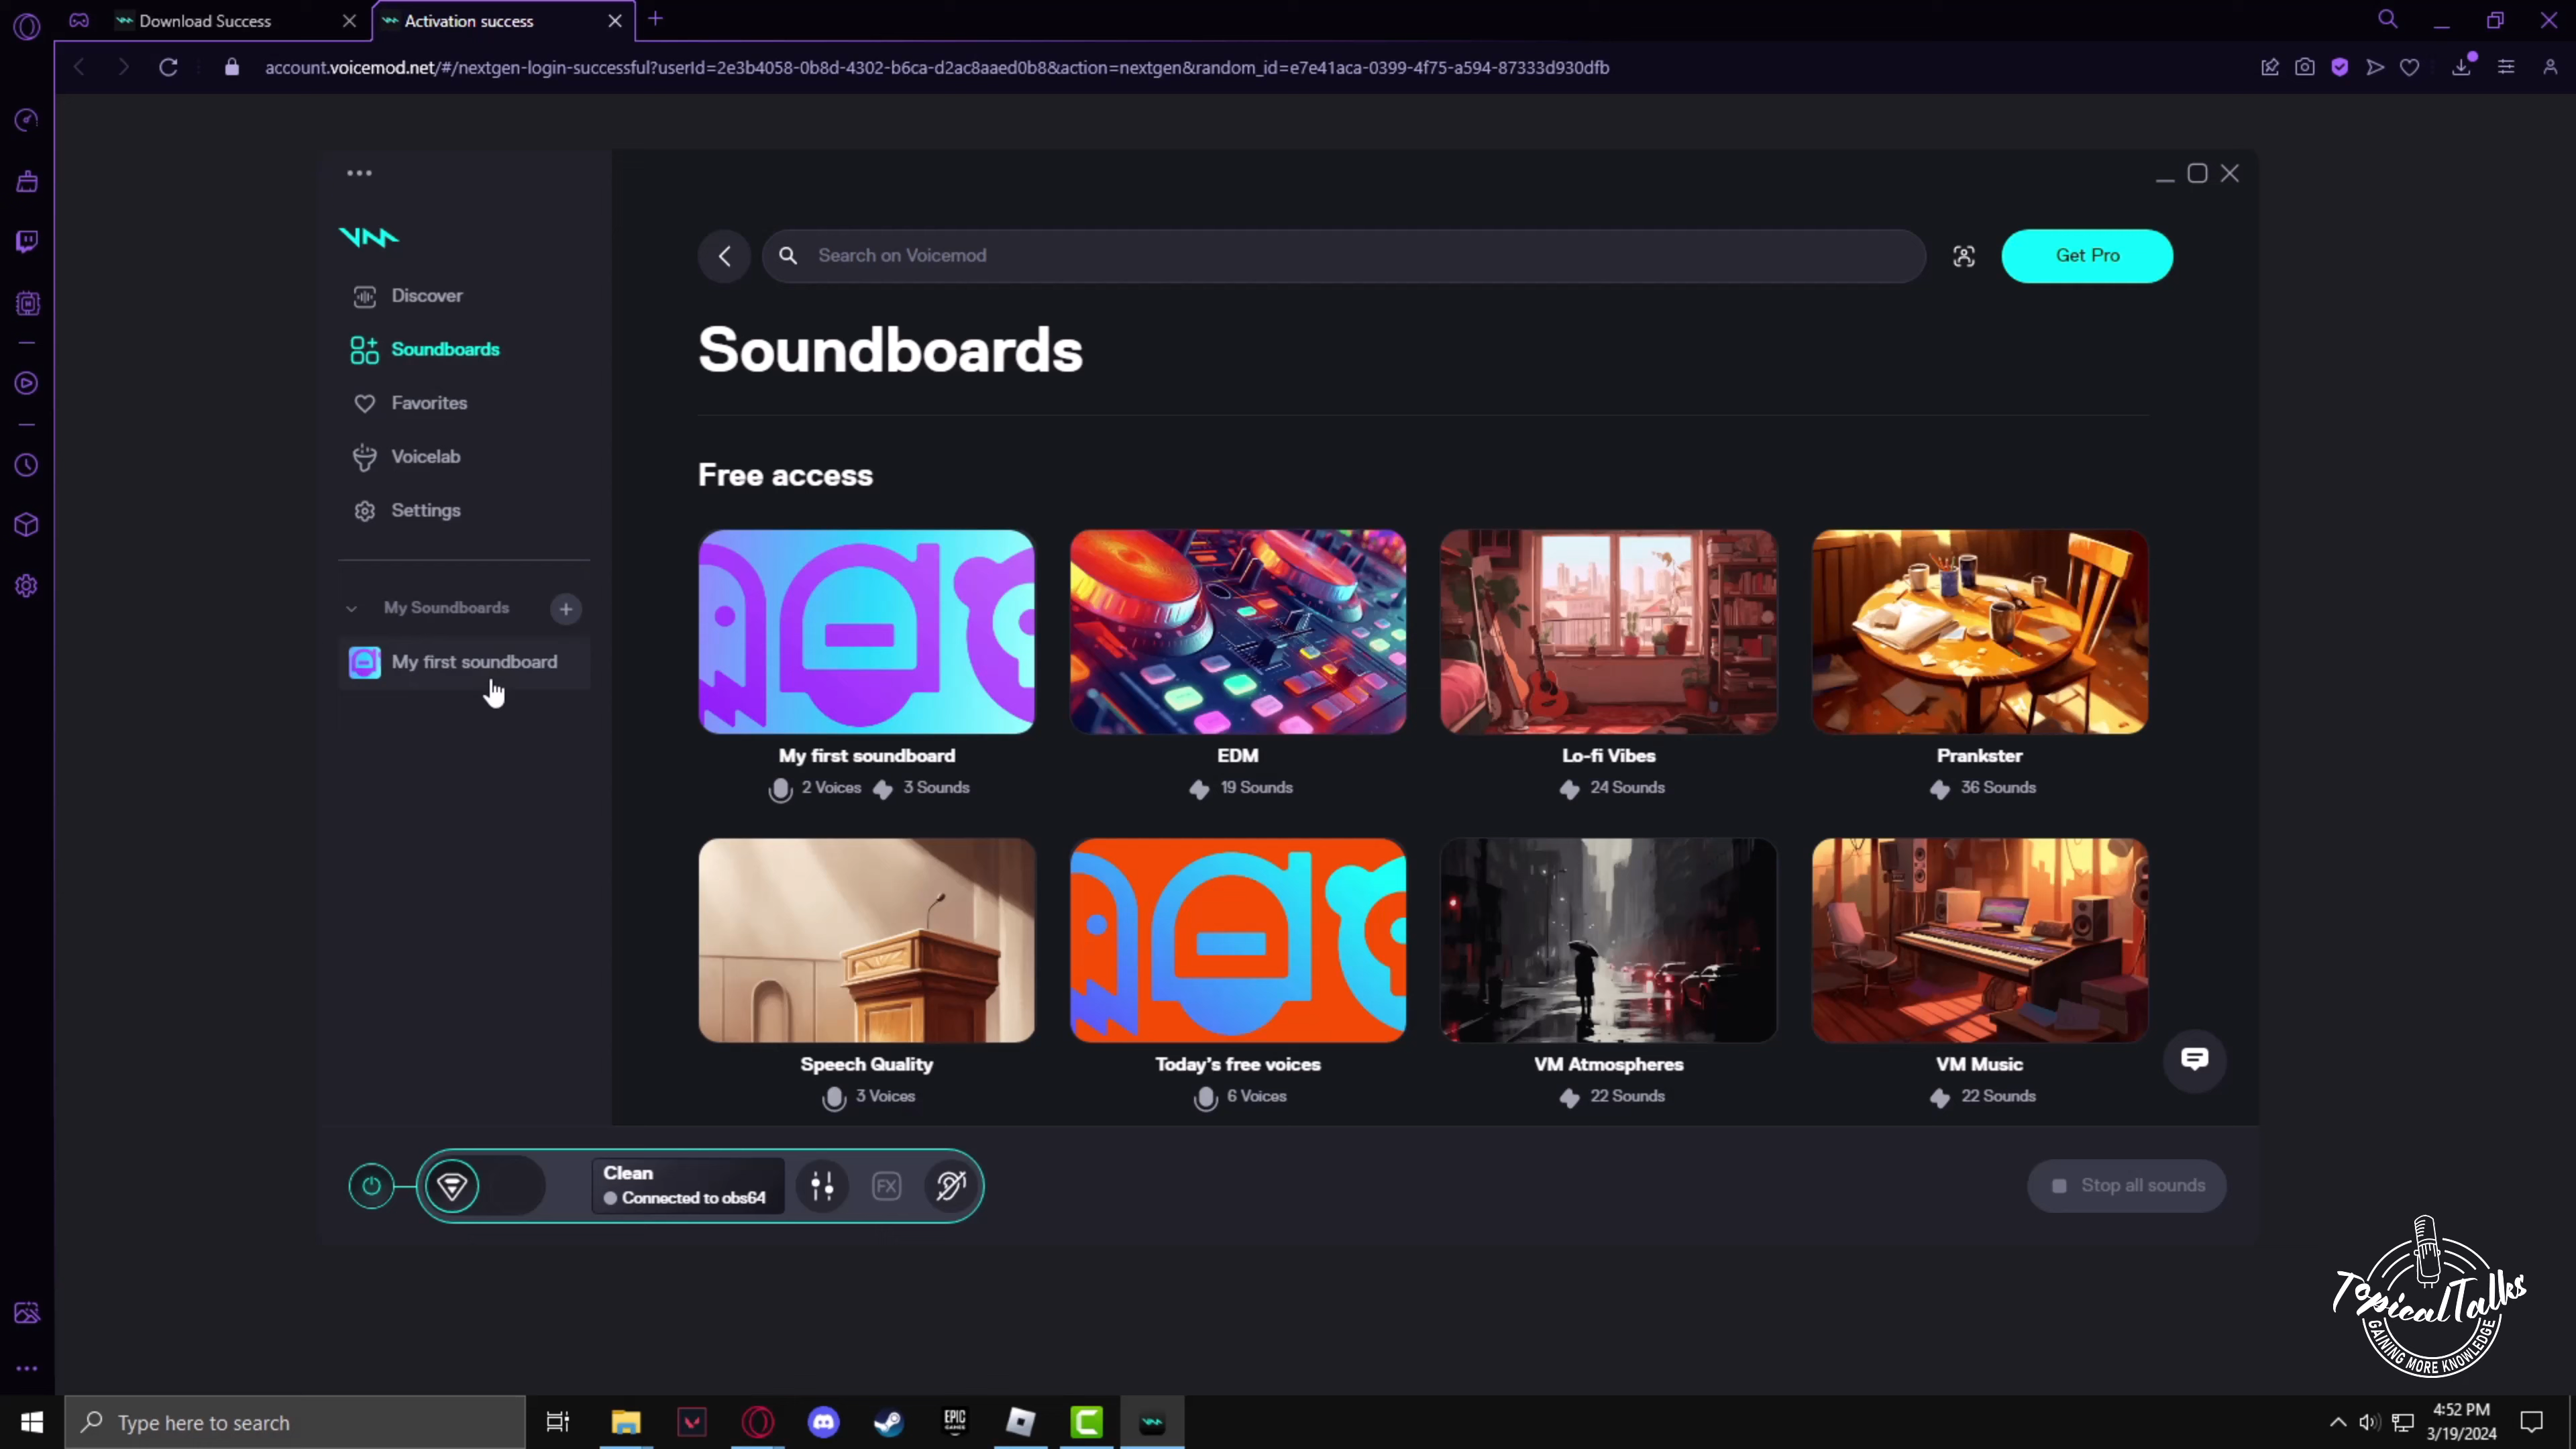 Download Success
Activation success
account.voicemod.net/#/nextgen-login-successful?userId=2e3b4058-0b8d-4302-b6ca-d2ac8aaed0b8&action=nextgen&random_id=e7e41aca-0399-4f75-a594-87333d930dfb
Search on Voicemod
Get Pro
Discover
Soundboards
Favorites
Voicelab
Settings
My Soundboards
My first soundboard
Soundboards
Free access
My first soundboard
2 Voices 3 Sounds
EDM
19 Sounds
Lo-fi Vibes
24 Sounds
Prankster
36 Sounds
Speech Quality
3 Voices
Today's free voices
6 Voices
VM Atmospheres
22 Sounds
VM Music
22 Sounds
Clean
Connected to obs64
FX
Stop all sounds
TopicalTalks
GAINING MORE KNOWLEDGE
Type here to search
EPIC
GAMES
4:52 PM
3/19/2024